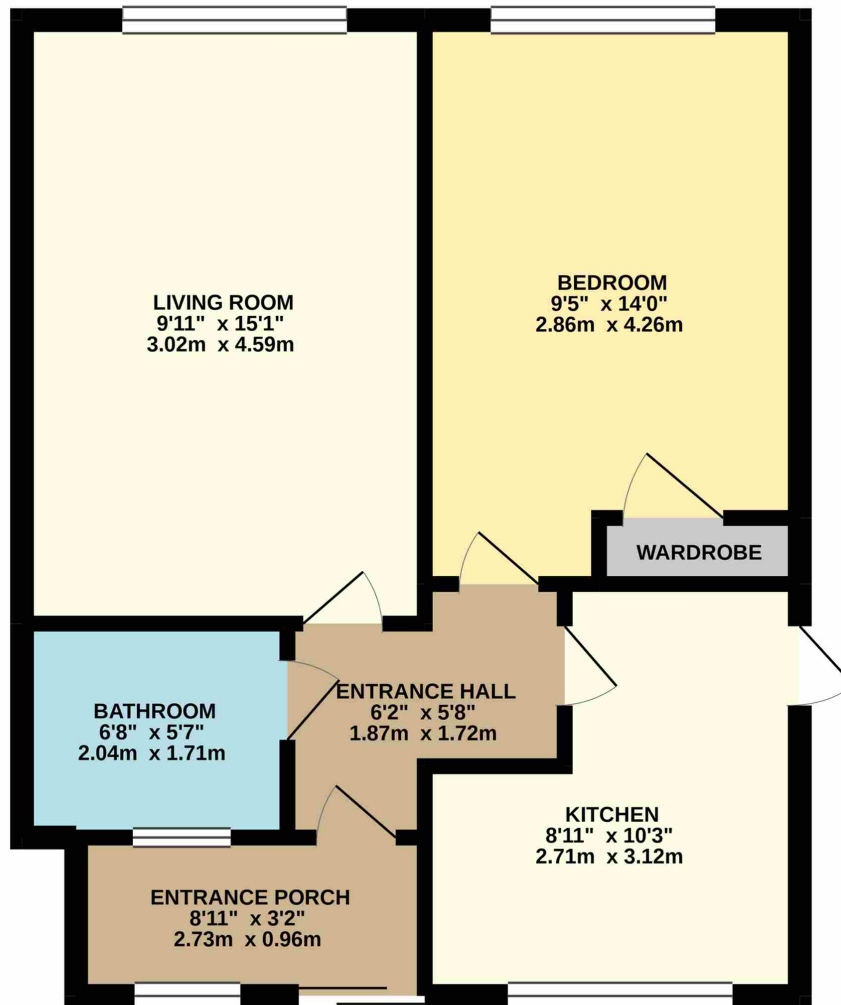 LIVING ROOM
9'11" x 15'1"
3.02m x 4.59m
BEDROOM
9'5" x 14'0"
2.86m x 4.26m
WARDROBE
BATHROOM
6'8" x 5'7"
2.04m x 1.71m
ENTRANCE HALL
6'2" x 5'8"
1.87m x 1.72m
KITCHEN
8'11" x 10'3"
2.71m x 3.12m
ENTRANCE PORCH
8'11" x 3'2"
2.73m x 0.96m